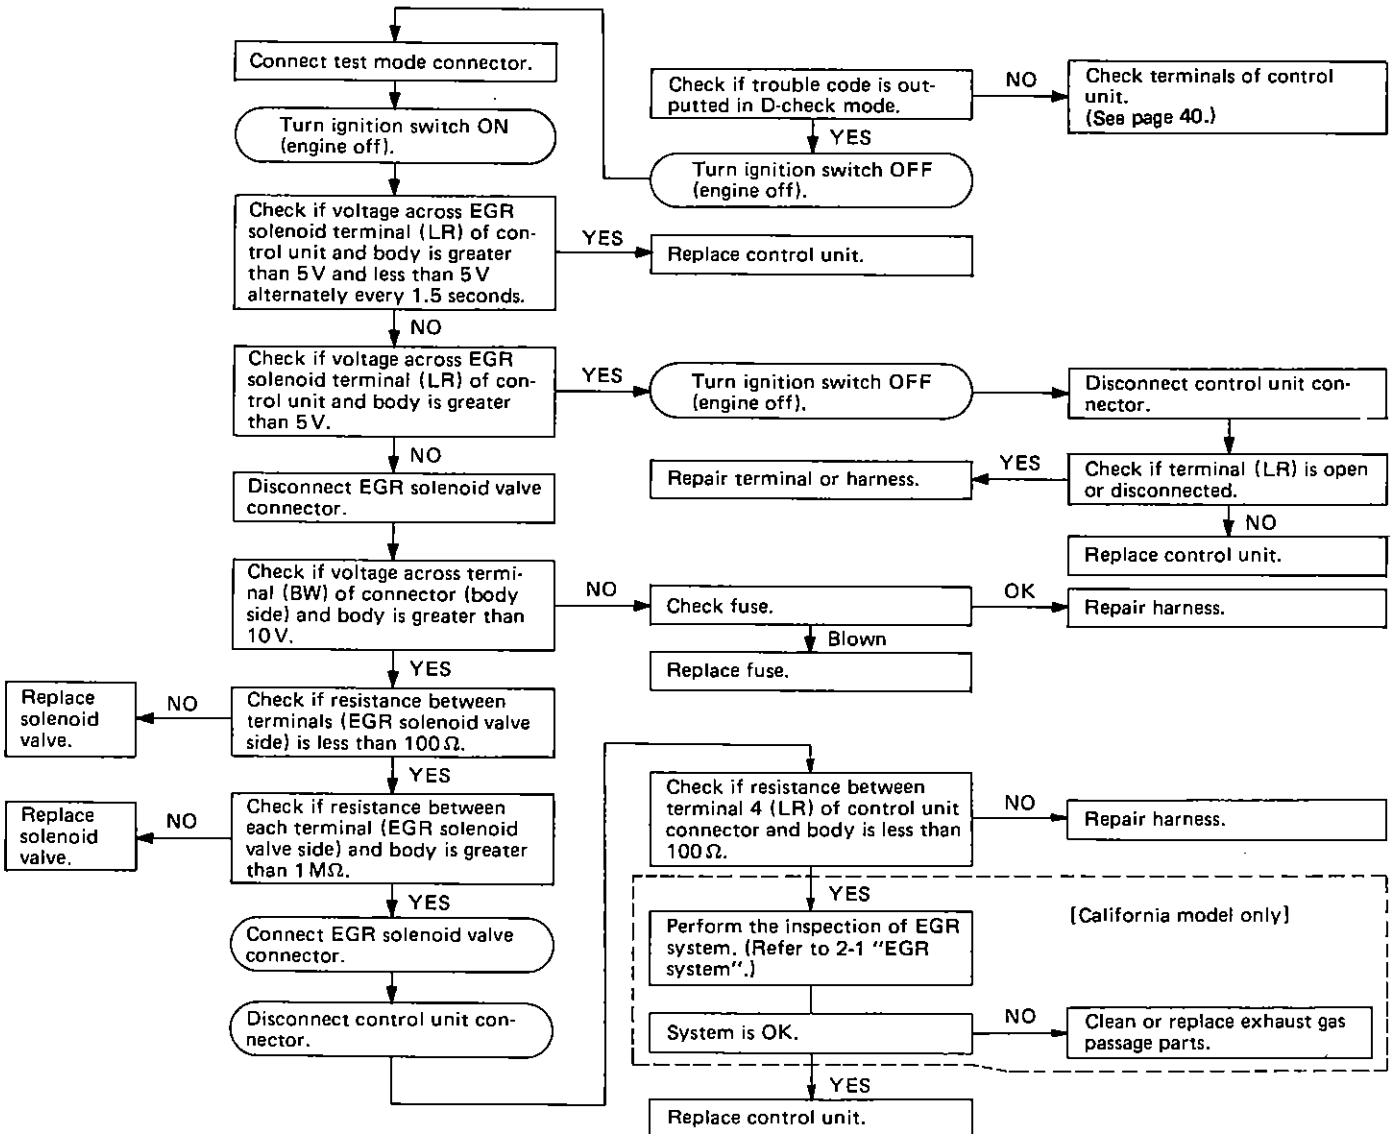 Connect test mode connector.
Turn ignition switch ON
(engine off).
Check if trouble code is out-
putted in D-check mode.
NO
Check terminals of control
unit.
(See page 40.)
YES
Turn ignition switch OFF
(engine off).
Check if voltage across EGR
solenoid terminal (LR) of con-
trol unit and body is greater
than 5V and less than 5V
alternately every 1.5 seconds.
YES
Replace control unit.
NO
Check if voltage across EGR
solenoid terminal (LR) of con-
trol unit and body is greater
than 5V.
YES
Turn ignition switch OFF
(engine off).
Disconnect control unit con-
nector.
NO
Disconnect EGR solenoid valve
connector.
Repair terminal or harness.
YES
Check if terminal (LR) is open
or disconnected.
NO
Replace control unit.
Check if voltage across termi-
nal (BW) of connector (body
side) and body is greater than
10V.
NO
Check fuse.
OK
Repair harness.
Blown
Replace fuse.
YES
Replace
solenoid
valve.
NO
Check if resistance between
terminals (EGR solenoid valve
side) is less than 100Ω.
YES
Replace
solenoid
valve.
NO
Check if resistance between
each terminal (EGR solenoid
valve side) and body is greater
than 1MΩ.
YES
Connect EGR solenoid valve
connector.
Disconnect control unit con-
nector.
Check if resistance between
terminal 4 (LR) of control unit
connector and body is less than
100Ω.
NO
Repair harness.
YES
[California model only]
Perform the inspection of EGR
system. (Refer to 2-1 "EGR
system".)
System is OK.
NO
Clean or replace exhaust gas
passage parts.
YES
Replace control unit.